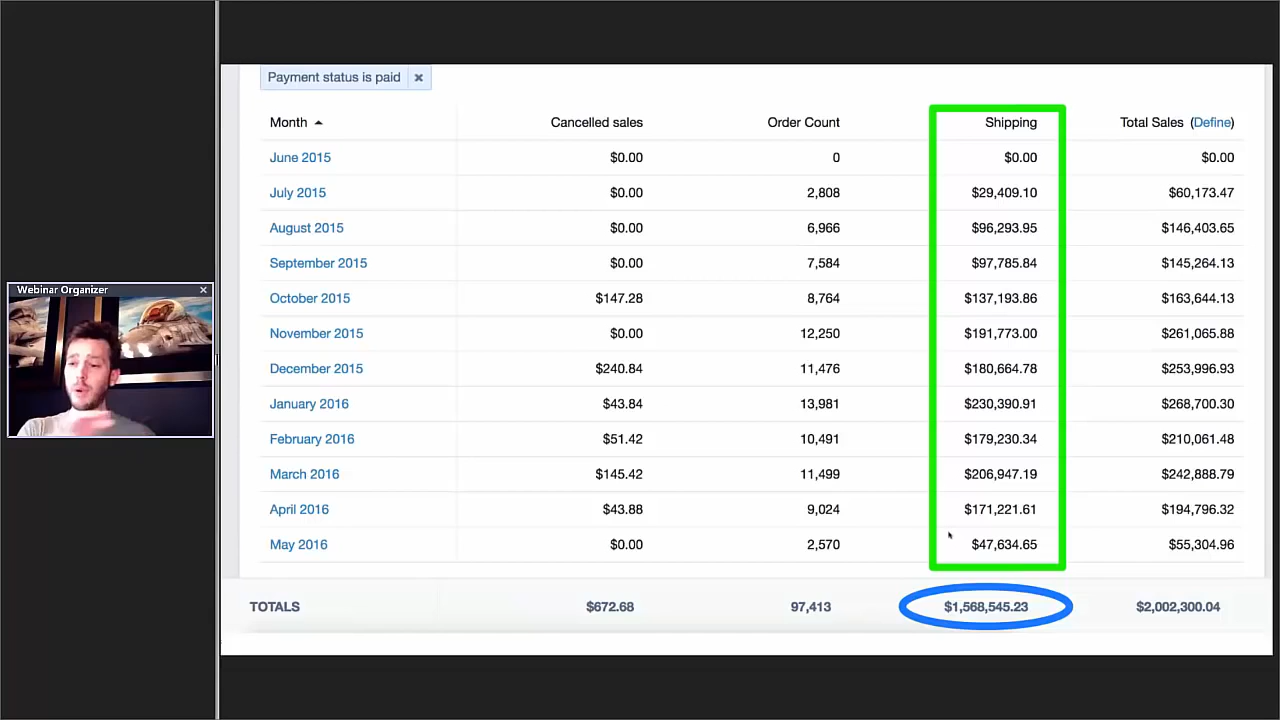 Payment status is paid ×
Month Cancelled sales Order Count Shipping Total Sales (Define)
June 2015 $0.00 0 $0.00 $0.00
July 2015 $0.00 2,808 $29,409.10 $60,173.47
August 2015 $0.00 6,966 $96,293.95 $146,403.65
September 2015 $0.00 7,584 $97,785.84 $145,264.13
October 2015 $147.28 8,764 $137,193.86 $163,644.13
November 2015 $0.00 12,250 $191,773.00 $261,065.88
December 2015 $240.84 11,476 $180,664.78 $253,996.93
January 2016 $43.84 13,981 $230,390.91 $268,700.30
February 2016 $51.42 10,491 $179,230.34 $210,061.48
March 2016 $145.42 11,499 $206,947.19 $242,888.79
April 2016 $43.88 9,024 $171,221.61 $194,796.32
May 2016 $0.00 2,570 $47,634.65 $55,304.96
TOTALS $672.68 97,413 $1,568,545.23 $2,002,300.04
Webinar Organizer ×